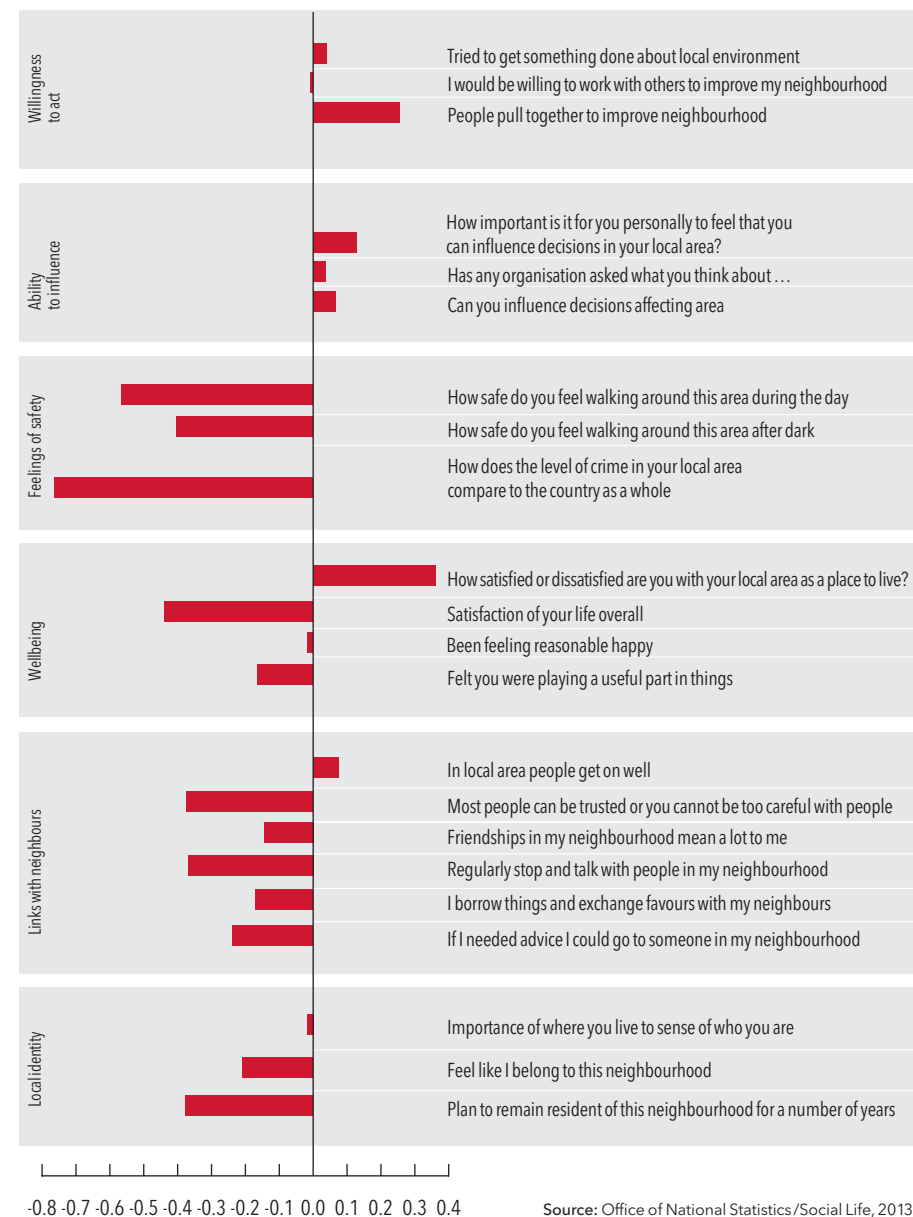 Willingness
to act
Tried to get something done about local environment
I would be willing to work with others to improve my neighbourhood
People pull together to improve neighbourhood
Ability
to influence
How important is it for you personally to feel that you
can influence decisions in your local area?
Has any organisation asked what you think about ...
Can you influence decisions affecting area
Feelings of safety
How safe do you feel walking around this area during the day
How safe do you feel walking around this area after dark
How does the level of crime in your local area
compare to the country as a whole
Wellbeing
How satisfied or dissatisfied are you with your local area as a place to live?
Satisfaction of your life overall
Been feeling reasonable happy
Felt you were playing a useful part in things
Links with neighbours
In local area people get on well
Most people can be trusted or you cannot be too careful with people
Friendships in my neighbourhood mean a lot to me
Regularly stop and talk with people in my neighbourhood
I borrow things and exchange favours with my neighbours
If I needed advice I could go to someone in my neighbourhood
Local identity
Importance of where you live to sense of who you are
Feel like I belong to this neighbourhood
Plan to remain resident of this neighbourhood for a number of years
-0.8 -0.7 -0.6 -0.5 -0.4 -0.3 -0.2 -0.1 0.0 0.1 0.2 0.3 0.4
Source: Office of National Statistics/Social Life, 2013